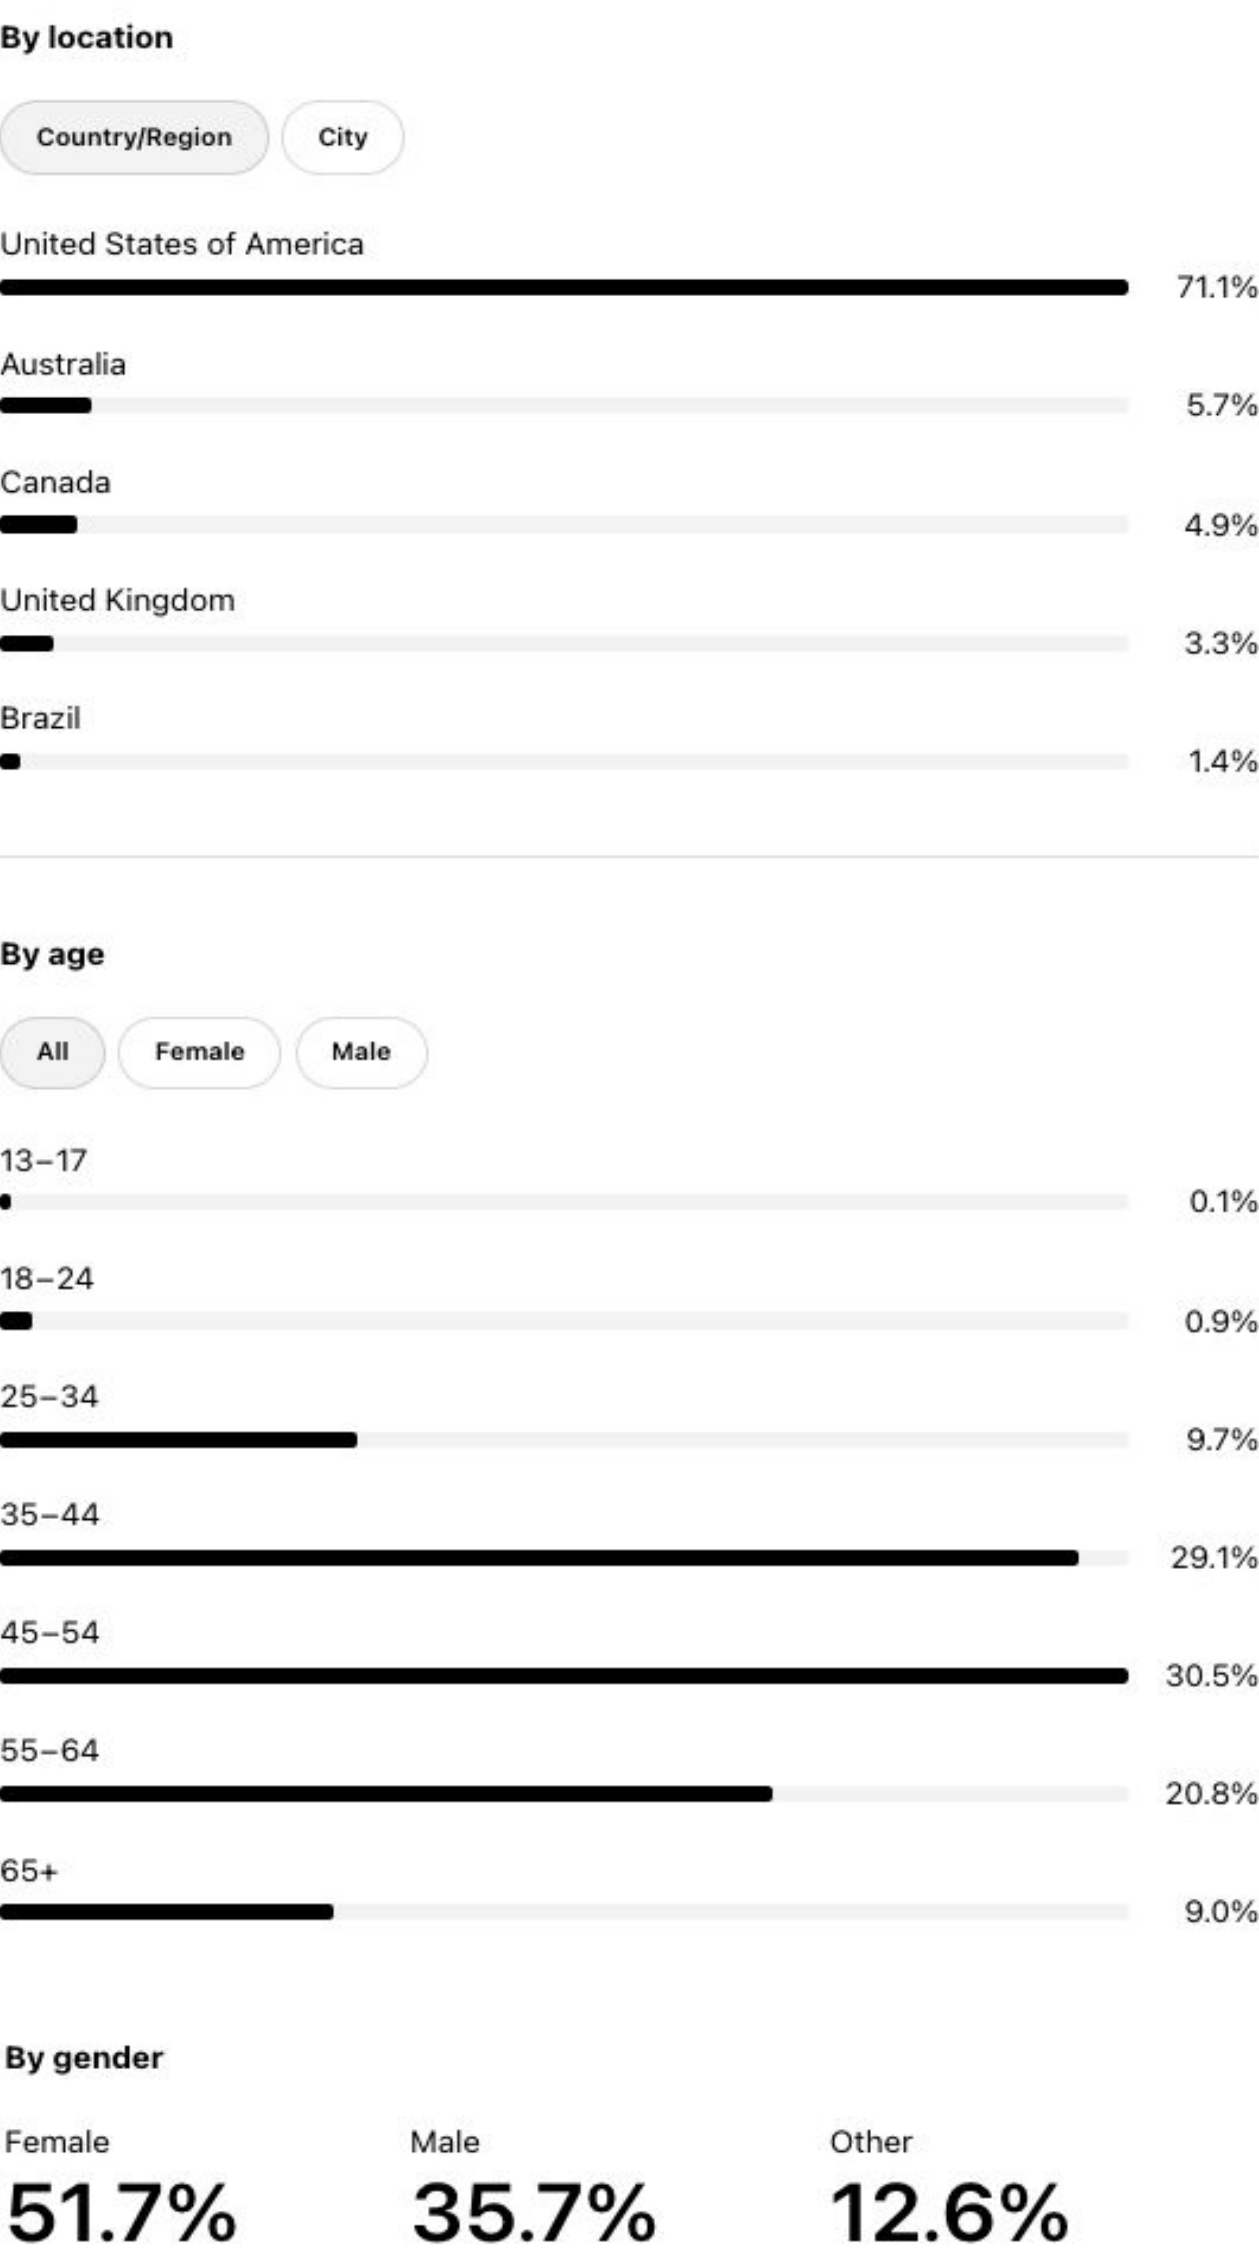 By location
Country/Region City
United States of America
71.1%
Australia
5.7%
Canada
4.9%
United Kingdom
3.3%
Brazil
1.4%
By age
All Female Male
13–17
0.1%
18–24
0.9%
25–34
9.7%
35–44
29.1%
45–54
30.5%
55–64
20.8%
65+
9.0%
By gender
Female Male Other
51.7% 35.7% 12.6%